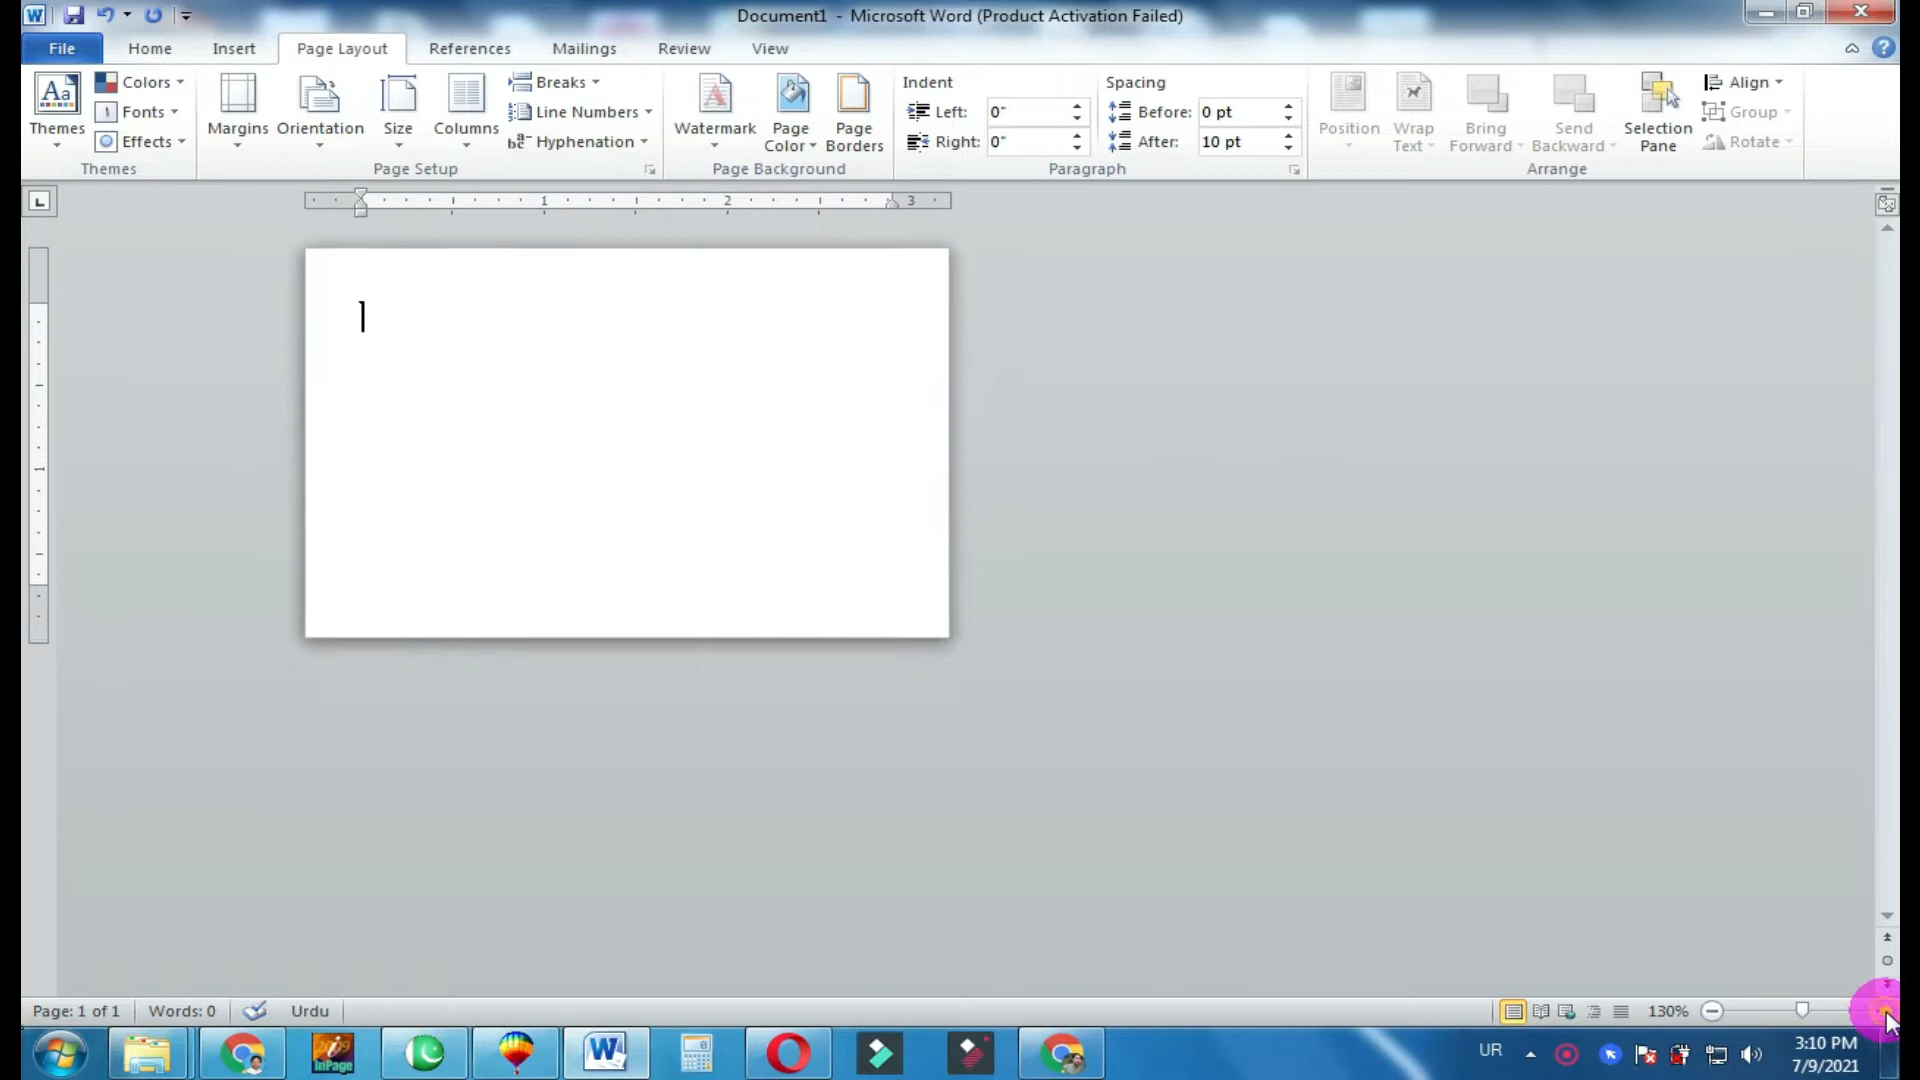 Document1 - Microsoft Word (Product Activation Failed)
File Home Insert Page Layout References Mailings Review View
Themes Colors Fonts Effects Margins Orientation Size Columns Breaks Line Numbers Hyphenation Watermark Page Color Page Borders
Indent Left: 0" Right: 0"
Spacing Before: 0 pt After: 10 pt
Position Wrap Text Bring Forward Send Backward Selection Pane Align Group Rotate
Themes Page Setup Page Background Paragraph Arrange
1 2 3
Page: 1 of 1 Words: 0 Urdu 130%
InPage
UR 3:10 PM
7/9/2021